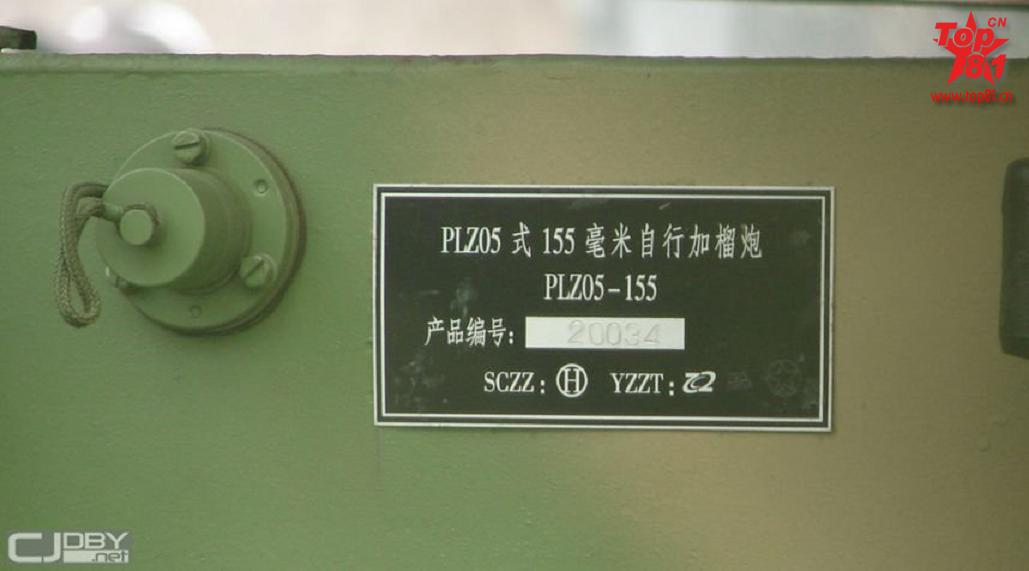 CN
Top
81
www.top81.cn
PLZ05 式 155 毫米自行加榴炮
PLZ05-155
产品编号: 20034
SCZZ: H YZZT:
CJDBY
.net